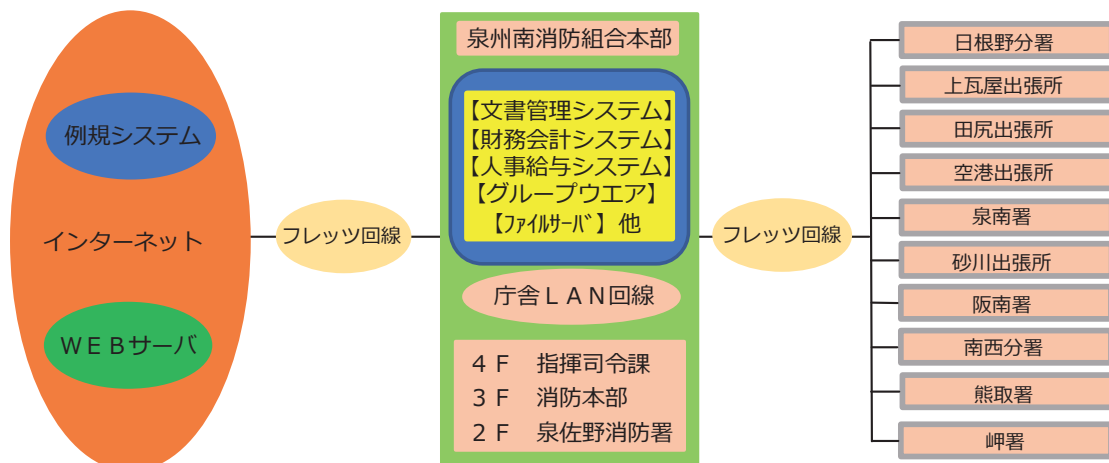 例規システム
インターネット
ＷＥＢサーバ
フレッツ回線
泉州南消防組合本部
【文書管理システム】
【財務会計システム】
【人事給与システム】
【グループウエア】
【ﾌｧｲﾙｻｰﾊﾞ】他
庁舎ＬＡＮ回線
４Ｆ　指揮司令課
３Ｆ　消防本部
２Ｆ　泉佐野消防署
フレッツ回線
日根野分署
上瓦屋出張所
田尻出張所
空港出張所
泉南署
砂川出張所
阪南署
南西分署
熊取署
岬署